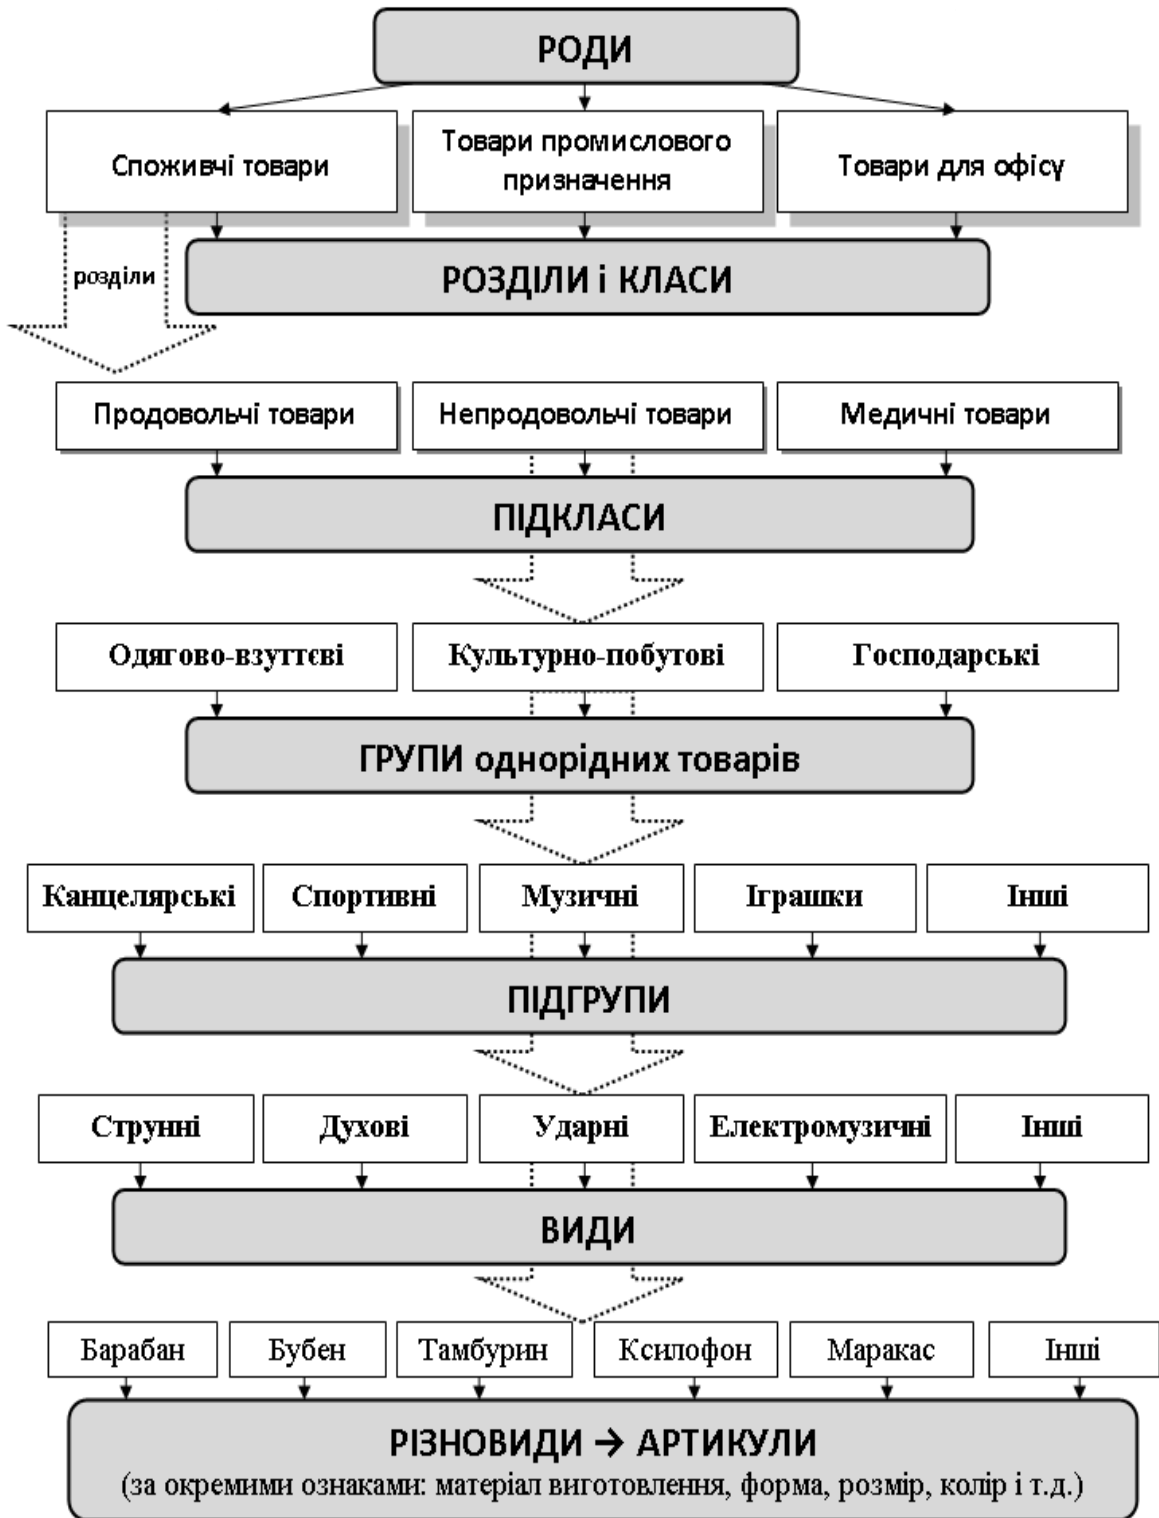 РОДИ
Споживчі товари
Товари промислового
призначення
Товари для офісу
розділи
РОЗДІЛИ і КЛАСИ
Продовольчі товари
Непродовольчі товари
Медичні товари
ПІДКЛАСИ
Одягово-взуттєві
Культурно-побутові
Господарські
ГРУПИ однорідних товарів
Канцелярські
Спортивні
Музичні
Іграшки
Інші
ПІДГРУПИ
Струнні
Духові
Ударні
Електромузичні
Інші
ВИДИ
Барабан
Бубен
Тамбурин
Ксилофон
Маракас
Інші
РІЗНОВИДИ → АРТИКУЛИ
(за окремими ознаками: матеріал виготовлення, форма, розмір, колір і т.д.)